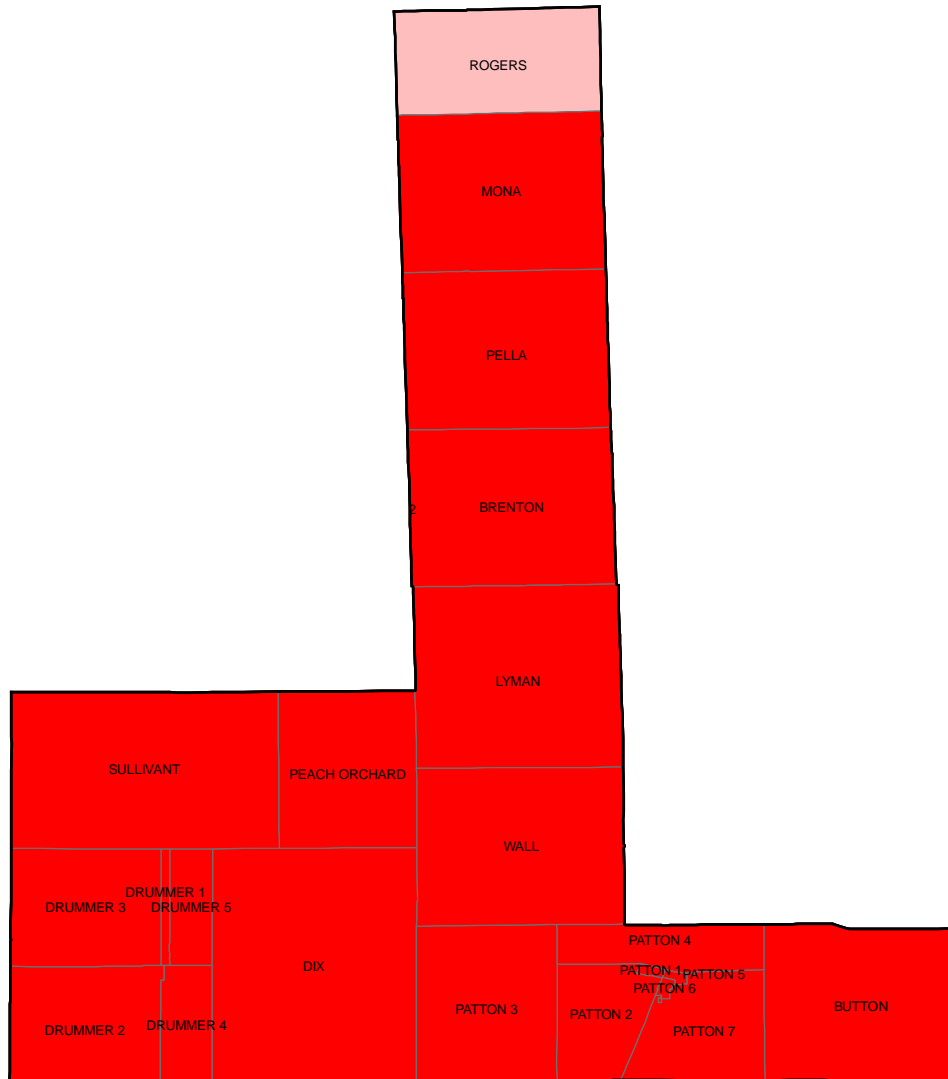 ROGERS
MONA
PELLA
BRENTON
2
LYMAN
SULLIVANT
PEACH ORCHARD
WALL
DRUMMER 1
DRUMMER 3
DRUMMER 5
PATTON 4
DIX
PATTON 1
PATTON 5
PATTON 6
BUTTON
PATTON 3
PATTON 2
DRUMMER 4
DRUMMER 2
PATTON 7